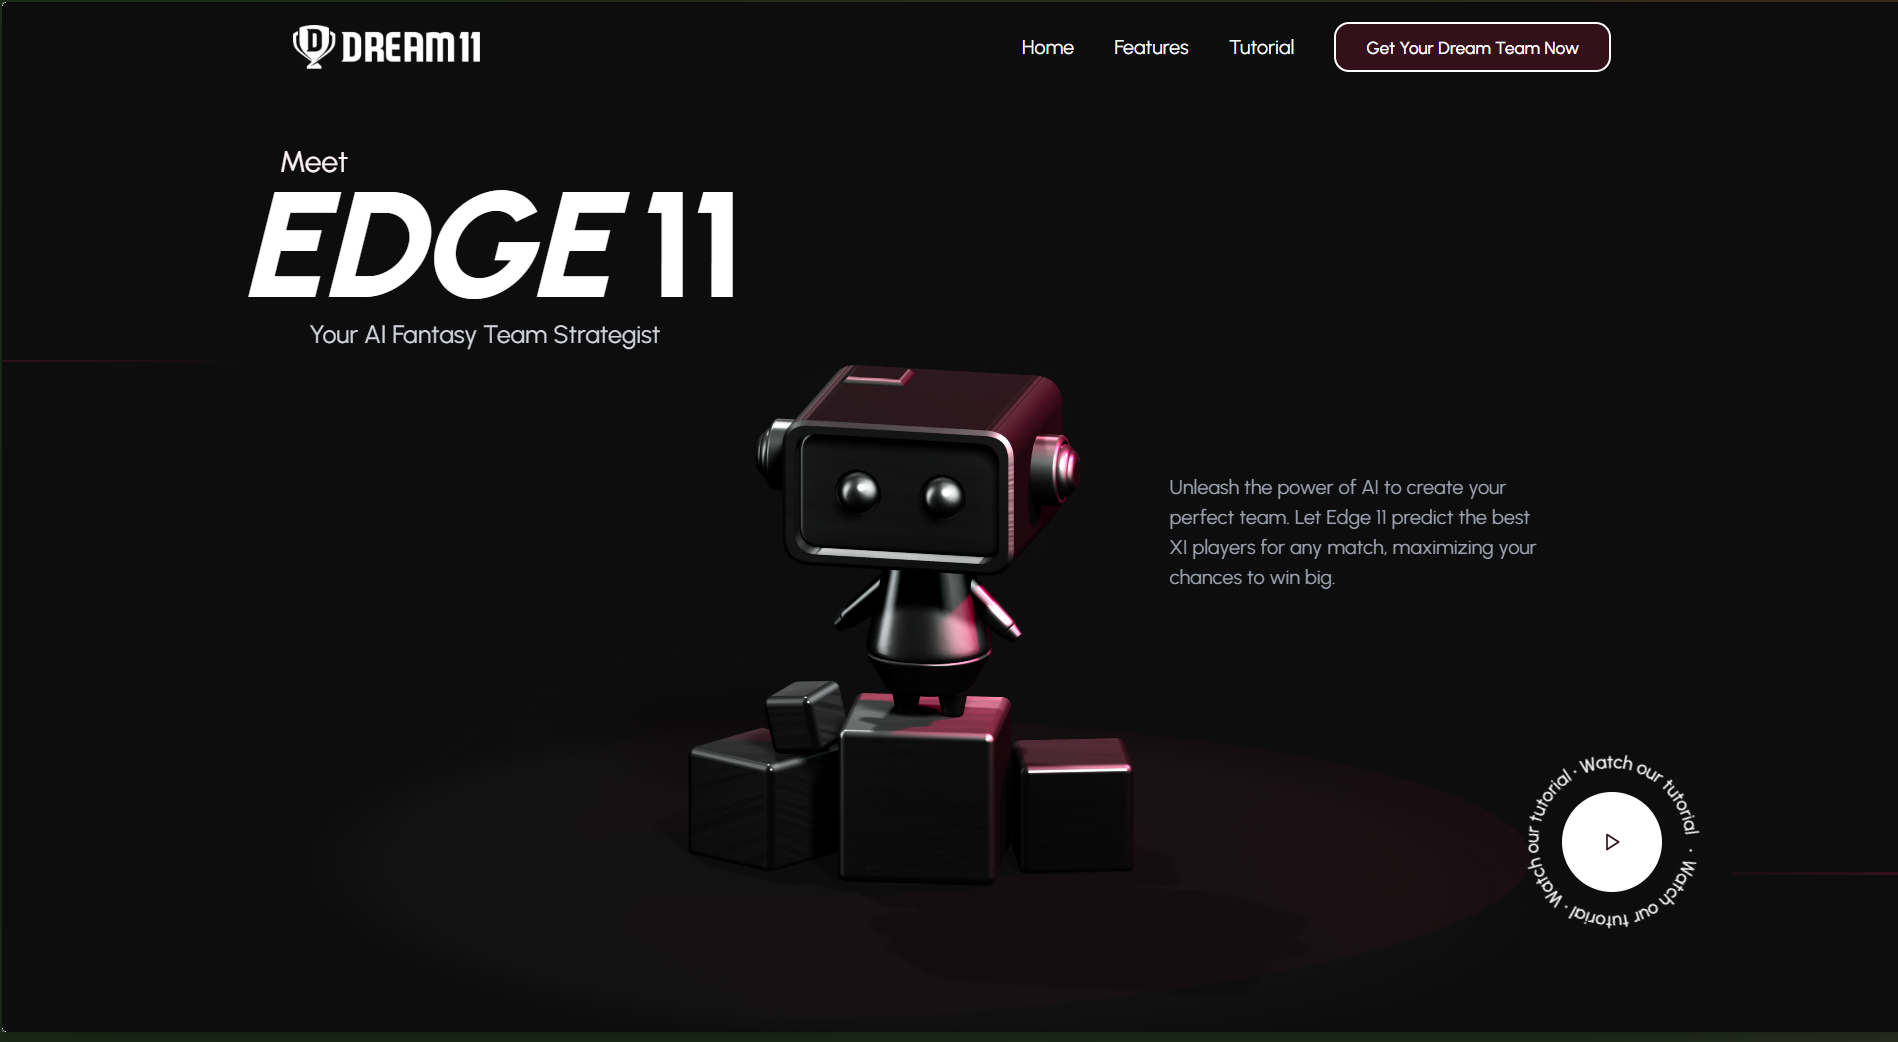 DREAM11
Home
Features
Tutorial
Get Your Dream Team Now
Meet
EDGE 11
Your AI Fantasy Team Strategist
Unleash the power of AI to create your
perfect team. Let Edge 11 predict the best
XI players for any match, maximizing your
chances to win big.
Watch our tutorial · Watch our tutorial · Watch our tutorial ·